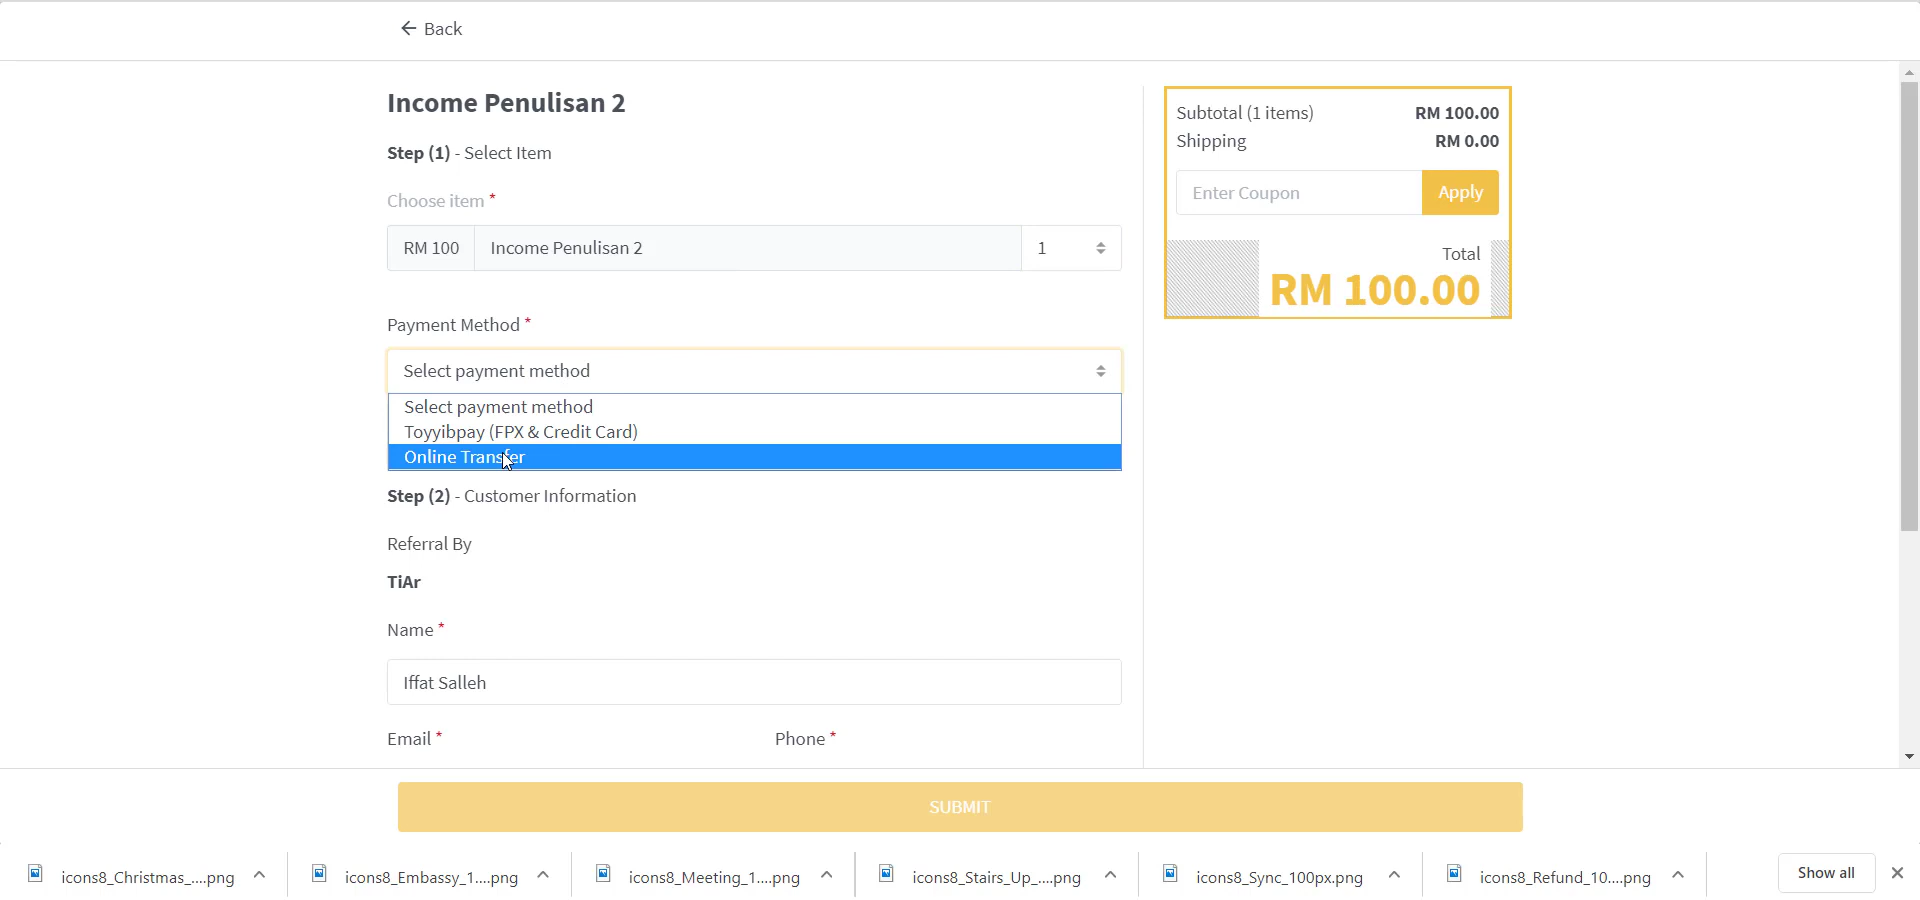 Back
Income Penulisan 2
Step (1) - Select Item
Choose item *
RM 100 Income Penulisan 2 1
Payment Method *
Select payment method
Select payment method
Toyyibpay (FPX & Credit Card)
Online Transfer
Step (2) - Customer Information
Referral By
TiAr
Name *
Iffat Salleh
Email * Phone *
Subtotal (1 items) RM 100.00
Shipping RM 0.00
Enter Coupon Apply
Total
RM 100.00
SUBMIT
icons8_Christmas_....png icons8_Embassy_1....png icons8_Meeting_1....png icons8_Stairs_Up_....png icons8_Sync_100px.png icons8_Refund_10....png Show all